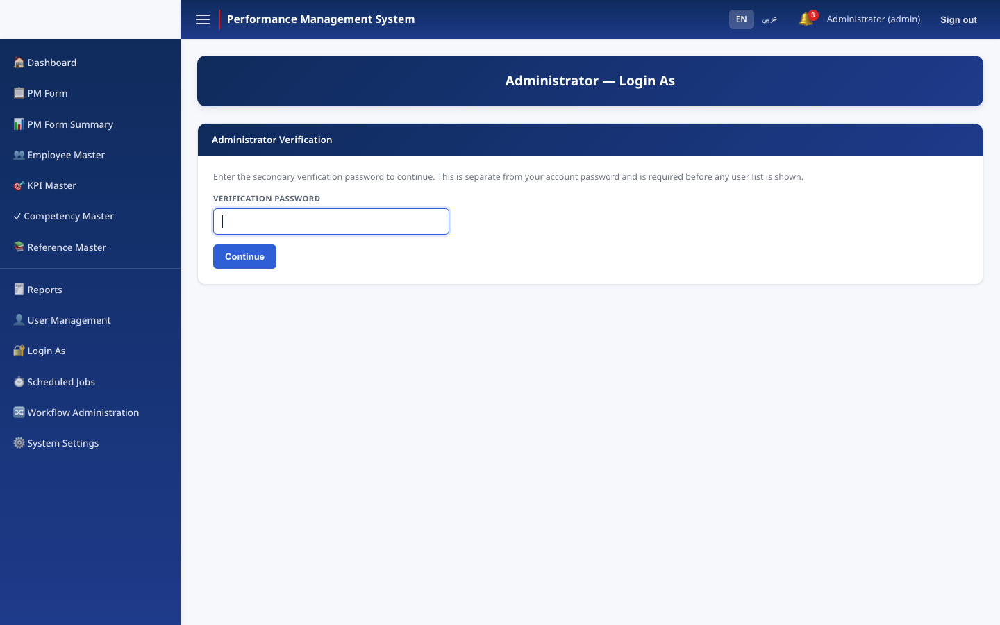 Performance Management System
EN
عربي
3
Administrator (admin)
Sign out
Dashboard
PM Form
PM Form Summary
Employee Master
KPI Master
Competency Master
Reference Master
Reports
User Management
Login As
Scheduled Jobs
Workflow Administration
System Settings
Administrator — Login As
Administrator Verification
Enter the secondary verification password to continue. This is separate from your account password and is required before any user list is shown.
VERIFICATION PASSWORD
Continue